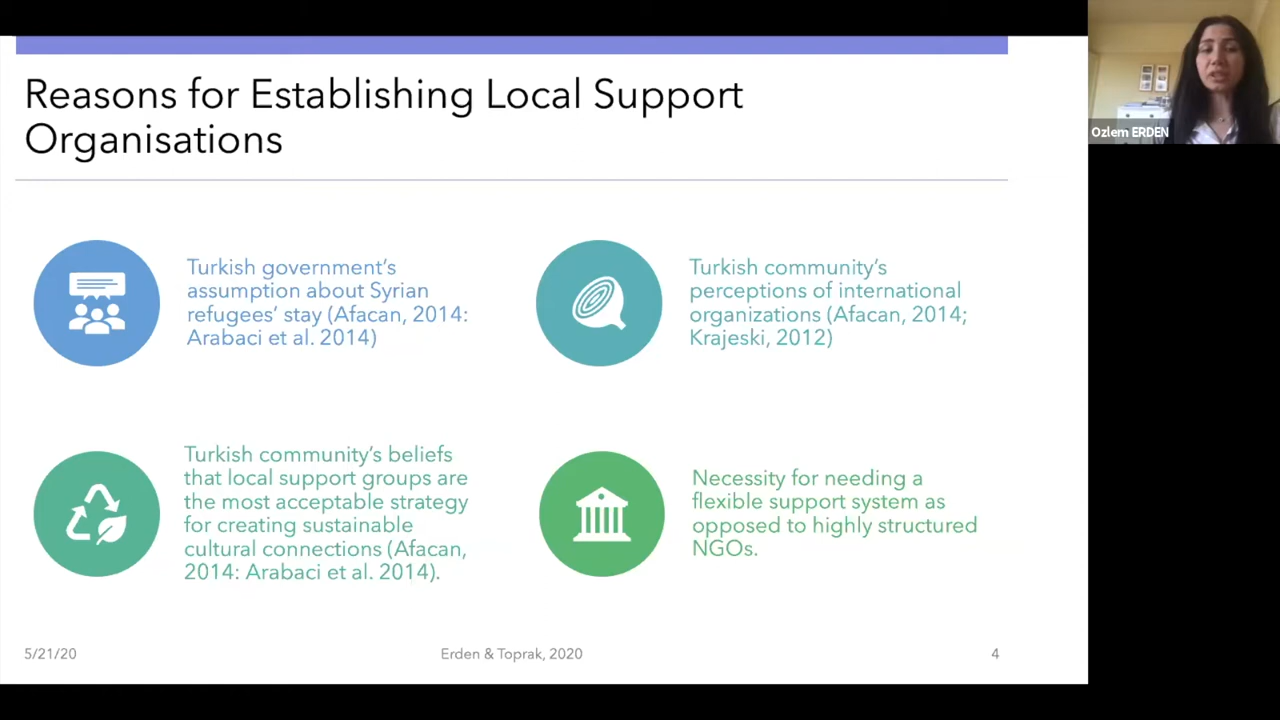 Reasons for Establishing Local Support
Organisations
Turkish government’s
assumption about Syrian
refugees’ stay (Afacan, 2014:
Arabaci et al. 2014)
Turkish community’s
perceptions of international
organizations (Afacan, 2014;
Krajeski, 2012)
Turkish community’s beliefs
that local support groups are
the most acceptable strategy
for creating sustainable
cultural connections (Afacan,
2014: Arabaci et al. 2014).
Necessity for needing a
flexible support system as
opposed to highly structured
NGOs.
5/21/20
Erden & Toprak, 2020
4
Ozlem ERDEN